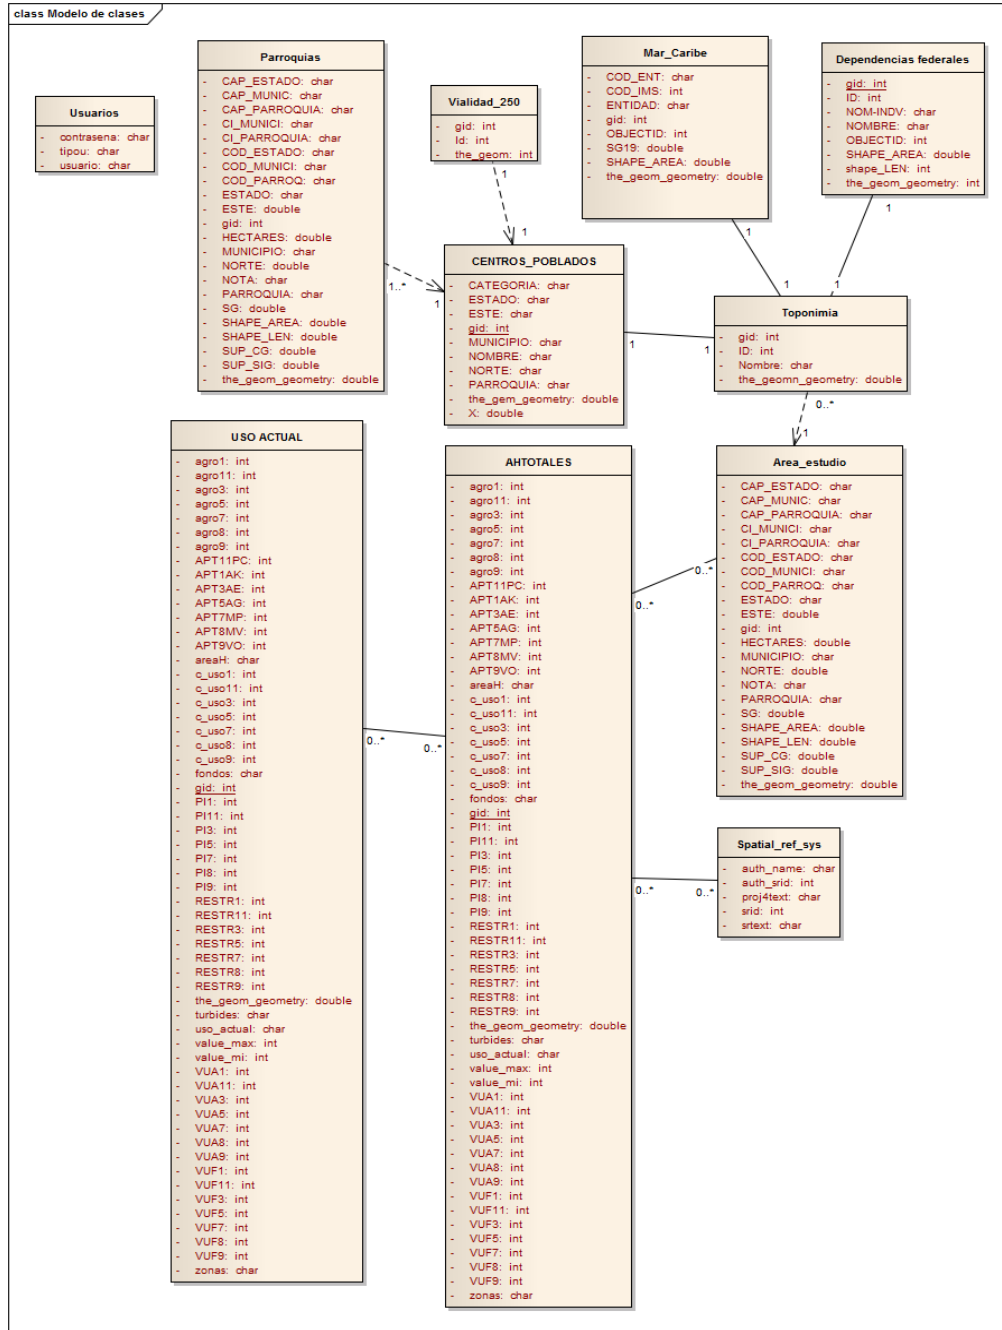 class Modelo de clases
Usuarios
- contrasena: char
- tipou: char
- usuario: char
Parroquias
- CAP_ESTADO: char
- CAP_MUNIC: char
- CAP_PARROQUIA: char
- CI_MUNICI: char
- CI_PARROQUIA: char
- COD_ESTADO: char
- COD_MUNICI: char
- COD_PARROQ: char
- ESTADO: char
- ESTE: double
- gid: int
- HECTARES: double
- MUNICIPIO: char
- NORTE: double
- NOTA: char
- PARROQUIA: char
- SG: double
- SHAPE_AREA: double
- SHAPE_LEN: double
- SUP_CG: double
- SUP_SIG: double
- the_geom_geometry: double
1..*
1
Vialidad_250
- gid: int
- Id: int
- the_geom: int
1
1
Mar_Caribe
- COD_ENT: char
- COD_IMS: int
- ENTIDAD: char
- gid: int
- OBJECTID: int
- SG19: double
- SHAPE_AREA: double
- the_geom_geometry: double
1
1
Dependencias federales
- gid: int
- ID: int
- NOM-INDV: char
- NOMBRE: char
- OBJECTID: int
- SHAPE_AREA: double
- shape_LEN: int
- the_geom_geometry: int
1
1
CENTROS_POBLADOS
- CATEGORIA: char
- ESTADO: char
- ESTE: char
- gid: int
- MUNICIPIO: char
- NOMBRE: char
- NORTE: char
- PARROQUIA: char
- the_gem_geometry: double
- X: double
1
1
Toponimia
- gid: int
- ID: int
- Nombre: char
- the_geomn_geometry: double
0..*
1
USO ACTUAL
- agro1: int
- agro11: int
- agro3: int
- agro5: int
- agro7: int
- agro8: int
- agro9: int
- APT11PC: int
- APT1AK: int
- APT3AE: int
- APT5AG: int
- APT7MP: int
- APT8MV: int
- APT9VO: int
- areaH: char
- c_uso1: int
- c_uso11: int
- c_uso3: int
- c_uso5: int
- c_uso7: int
- c_uso8: int
- c_uso9: int
- fondos: char
- gid: int
- PI1: int
- PI11: int
- PI3: int
- PI5: int
- PI7: int
- PI8: int
- PI9: int
- RESTR1: int
- RESTR11: int
- RESTR3: int
- RESTR5: int
- RESTR7: int
- RESTR8: int
- RESTR9: int
- the_geom_geometry: double
- turbides: char
- uso_actual: char
- value_max: int
- value_mi: int
- VUA1: int
- VUA11: int
- VUA3: int
- VUA5: int
- VUA7: int
- VUA8: int
- VUA9: int
- VUF1: int
- VUF11: int
- VUF3: int
- VUF5: int
- VUF7: int
- VUF8: int
- VUF9: int
- zonas: char
0..*
0..*
AHTOTALES
- agro1: int
- agro11: int
- agro3: int
- agro5: int
- agro7: int
- agro8: int
- agro9: int
- APT11PC: int
- APT1AK: int
- APT3AE: int
- APT5AG: int
- APT7MP: int
- APT8MV: int
- APT9VO: int
- areaH: char
- c_uso1: int
- c_uso11: int
- c_uso3: int
- c_uso5: int
- c_uso7: int
- c_uso8: int
- c_uso9: int
- fondos: char
- gid: int
- PI1: int
- PI11: int
- PI3: int
- PI5: int
- PI7: int
- PI8: int
- PI9: int
- RESTR1: int
- RESTR11: int
- RESTR3: int
- RESTR5: int
- RESTR7: int
- RESTR8: int
- RESTR9: int
- the_geom_geometry: double
- turbides: char
- uso_actual: char
- value_max: int
- value_mi: int
- VUA1: int
- VUA11: int
- VUA3: int
- VUA5: int
- VUA7: int
- VUA8: int
- VUA9: int
- VUF1: int
- VUF11: int
- VUF3: int
- VUF5: int
- VUF7: int
- VUF8: int
- VUF9: int
- zonas: char
0..*
0..*
Area_estudio
- CAP_ESTADO: char
- CAP_MUNIC: char
- CAP_PARROQUIA: char
- CI_MUNICI: char
- CI_PARROQUIA: char
- COD_ESTADO: char
- COD_MUNICI: char
- COD_PARROQ: char
- ESTADO: char
- ESTE: double
- gid: int
- HECTARES: double
- MUNICIPIO: char
- NORTE: double
- NOTA: char
- PARROQUIA: char
- SG: double
- SHAPE_AREA: double
- SHAPE_LEN: double
- SUP_CG: double
- SUP_SIG: double
- the_geom_geometry: double
0..*
0..*
Spatial_ref_sys
- auth_name: char
- auth_srid: int
- proj4text: char
- srid: int
- srtext: char